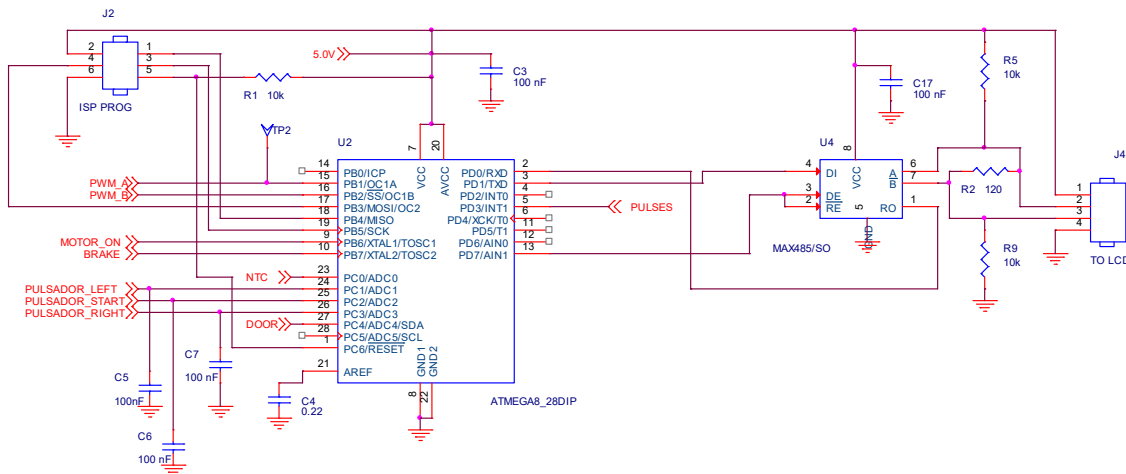 J2
2
4
6
1
3
5
ISP PROG
5.0V
R1 10k
TP2
C3
100 nF
C17
100 nF
R5
10k
U2
7
20
VCC
AVCC
14
15
16
17
18
19
9
10
23
24
25
26
27
28
1
21
PB0/ICP
PB1/OC1A
PB2/SS/OC1B
PB3/MOSI/OC2
PB4/MISO
PB5/SCK
PB6/XTAL1/TOSC1
PB7/XTAL2/TOSC2
PC0/ADC0
PC1/ADC1
PC2/ADC2
PC3/ADC3
PC4/ADC4/SDA
PC5/ADC5/SCL
PC6/RESET
AREF
PD0/RXD
PD1/TXD
PD2/INT0
PD3/INT1
PD4/XCK/T0
PD5/T1
PD6/AIN0
PD7/AIN1
2
3
4
5
6
11
12
13
GND1
GND2
8
22
ATMEGA8_28DIP
PWM_A
PWM_B
MOTOR_ON
BRAKE
NTC
PULSADOR_LEFT
PULSADOR_START
PULSADOR_RIGHT
DOOR
PULSES
C7
100 nF
C5
100nF
C6
100 nF
C4
0.22
U4
8
VCC
4
3
2
DI
DE
RE
A
B
RO
6
7
1
5
GND
MAX485/SO
R2 120
R9
10k
J4
1
2
3
4
TO LCD